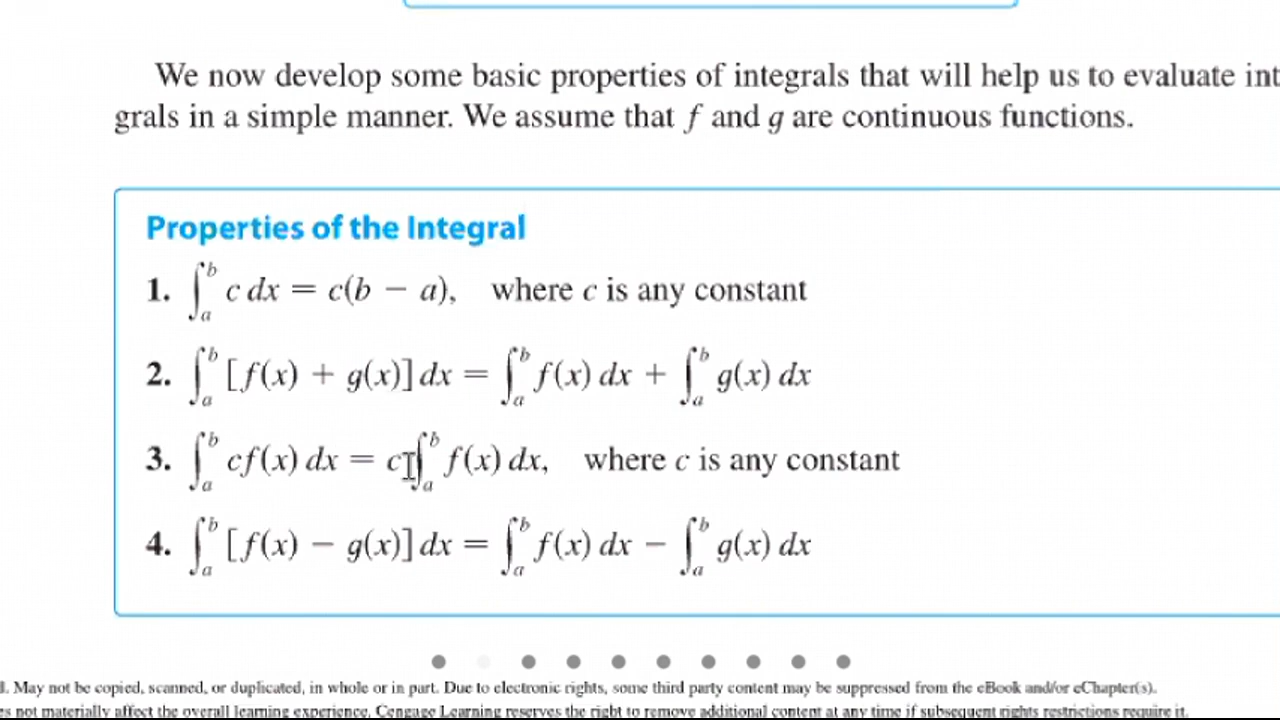 We now develop some basic properties of integrals that will help us to evaluate int
grals in a simple manner. We assume that f and g are continuous functions.
Properties of the Integral
1. ∫_a^b c dx = c(b − a), where c is any constant
2. ∫_a^b [f(x) + g(x)] dx = ∫_a^b f(x) dx + ∫_a^b g(x) dx
3. ∫_a^b cf(x) dx = c ∫_a^b f(x) dx, where c is any constant
4. ∫_a^b [f(x) − g(x)] dx = ∫_a^b f(x) dx − ∫_a^b g(x) dx
d. May not be copied, scanned, or duplicated, in whole or in part. Due to electronic rights, some third party content may be suppressed from the eBook and/or eChapter(s).
es not materially affect the overall learning experience. Cengage Learning reserves the right to remove additional content at any time if subsequent rights restrictions require it.